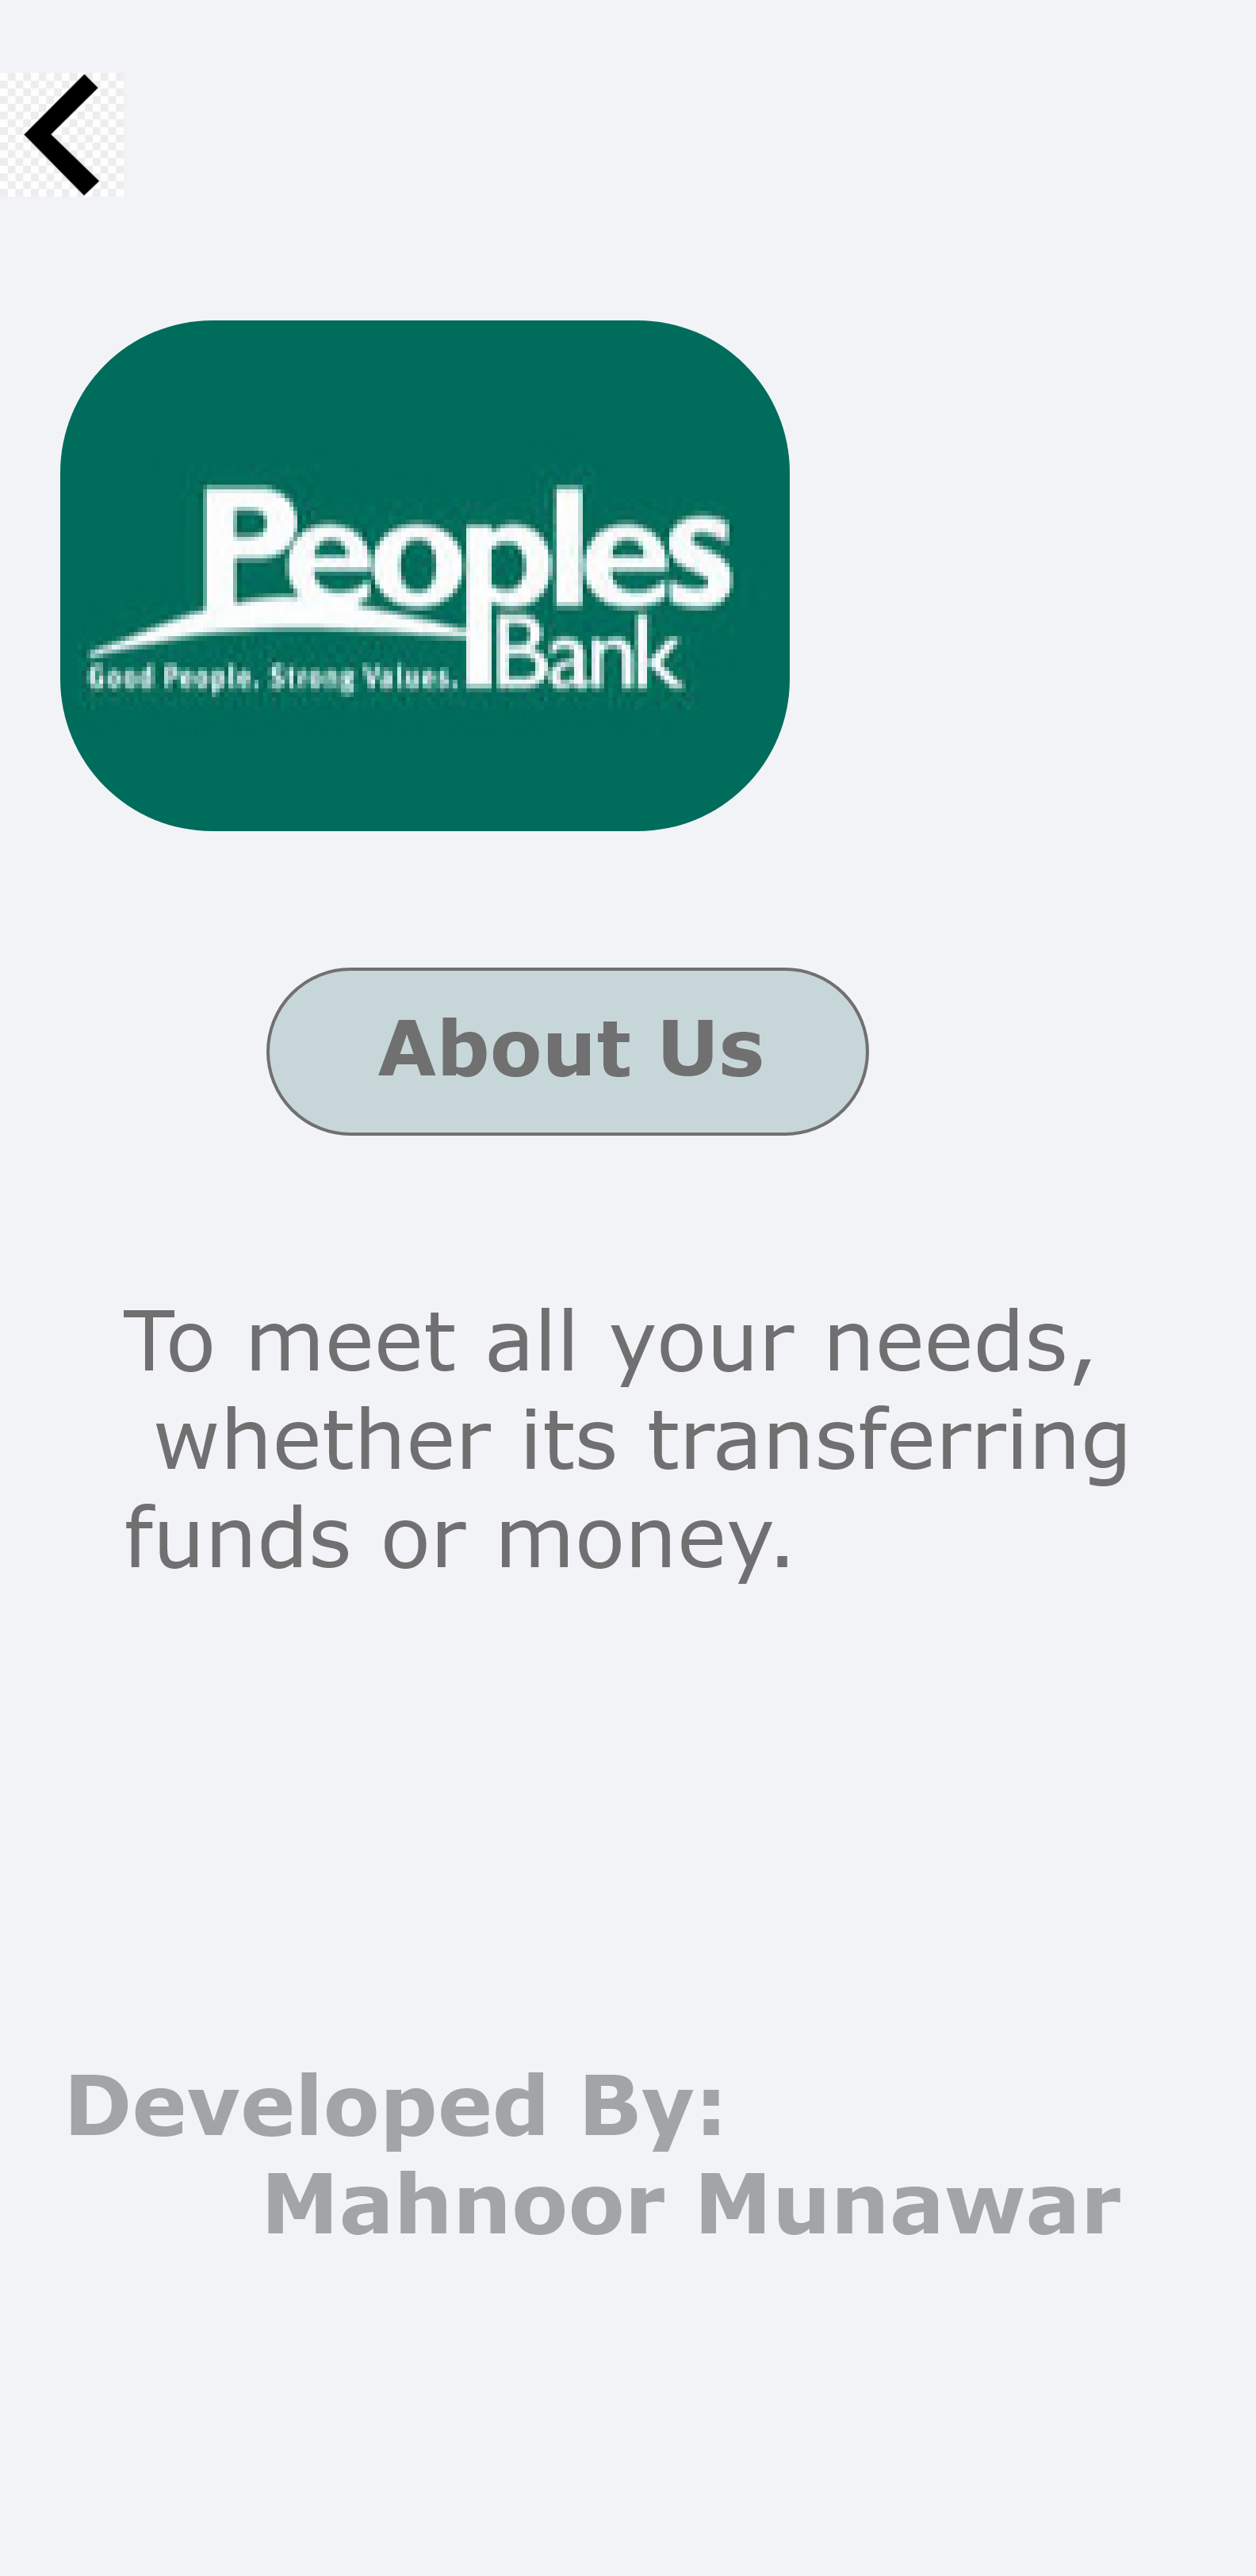 Peoples
Bank
Good People. Strong Values.
About Us
To meet all your needs,
whether its transferring
funds or money.
Developed By:
Mahnoor Munawar